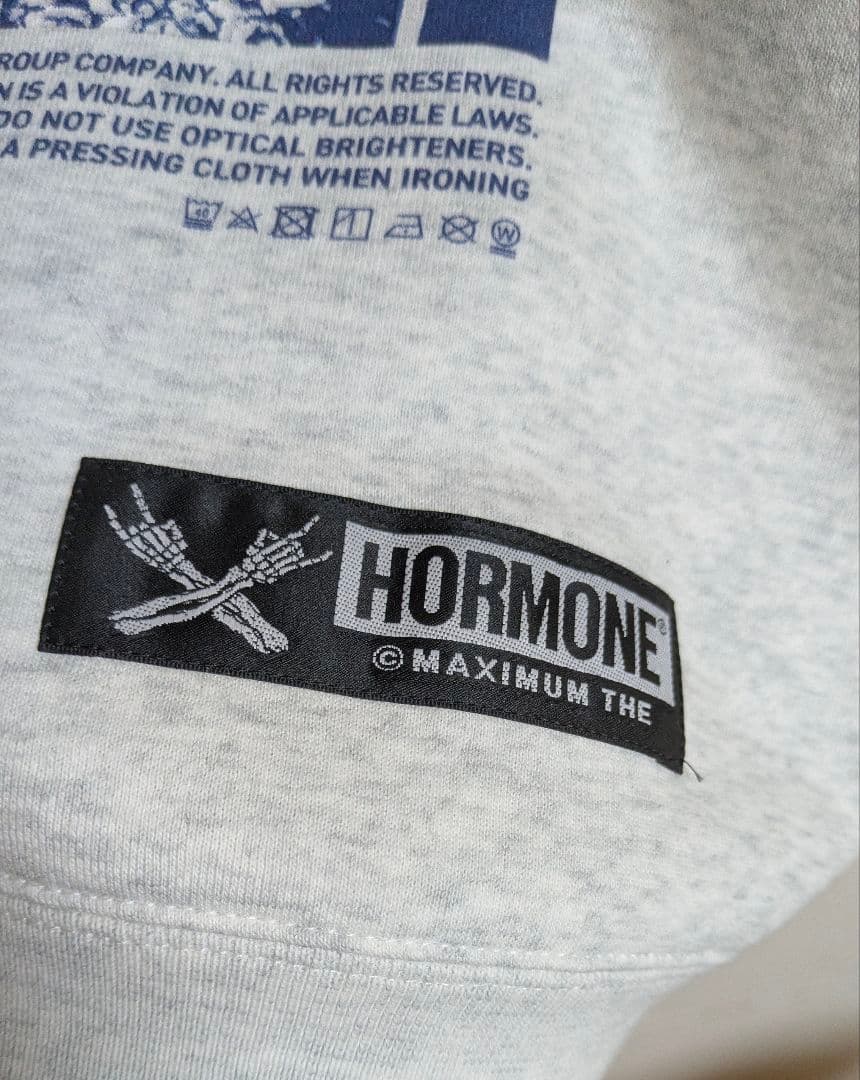 ROUP COMPANY. ALL RIGHTS RESERVED.
N IS A VIOLATION OF APPLICABLE LAWS.
DO NOT USE OPTICAL BRIGHTENERS.
A PRESSING CLOTH WHEN IRONING
40 W
HORMONE®
© MAXIMUM THE